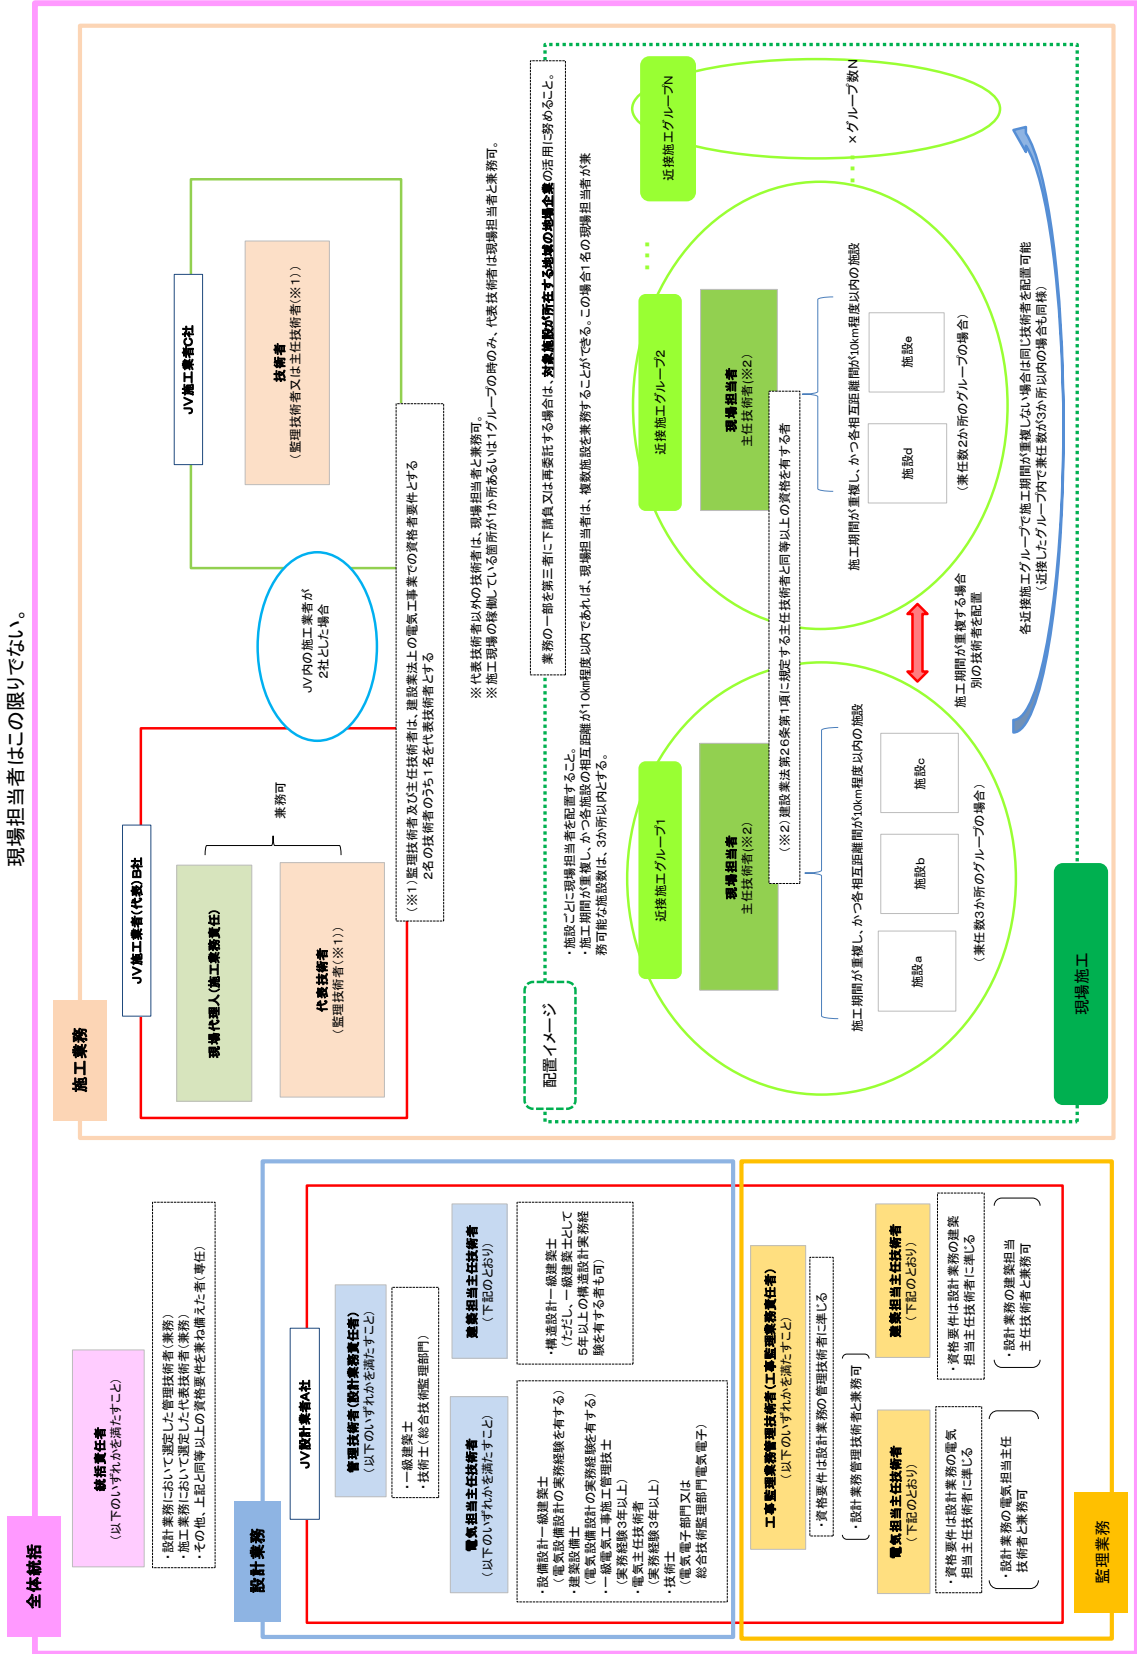 現場担当者はこの限りでない。
全体統括
統括責任者
（以下のいずれかを満たすこと）
・設計業務において選定した管理技術者（兼務）
・施工業務において選定した代表技術者（兼務）
・その他、上記と同等以上の資格要件を兼ね備えた者（専任）
設計業務
JV設計業者A社
管理技術者（設計業務責任者）
（以下のいずれかを満たすこと）
・一級建築士
・技術士（総合技術監理部門）
電気担当主任技術者
（以下のいずれかを満たすこと）
・設備設計一級建築士
（電気設備設計の実務経験を有する）
・建築設備士
（電気設備設計の実務経験を有する）
・一級電気工事施工管理技士
（実務経験3年以上）
・電気主任技術者
（実務経験3年以上）
・技術士
（電気電子部門又は
総合技術監理部門電気電子）
建築担当主任技術者
（下記のとおり）
・構造設計一級建築士
（ただし、一級建築士として
5年以上の構造設計実務経
験を有する者も可）
工事監理業務管理技術者（工事監理業務責任者）
（以下のいずれかを満たすこと）
・資格要件は設計業務の管理技術者に準じる
・設計業務管理技術者と兼務可
電気担当主任技術者
（下記のとおり）
・資格要件は設計業務の電気
担当主任技術者に準じる
・設計業務の電気担当主任
技術者と兼務可
建築担当主任技術者
（下記のとおり）
・資格要件は設計業務の建築
担当主任技術者に準じる
・設計業務の建築担当
主任技術者と兼務可
監理業務
施工業務
JV施工業者（代表）B社
現場代理人（施工業務責任）
代表技術者
（監理技術者（※1））
兼務可
JV内の施工業者が
2社とした場合
JV施工業者C社
技術者
（監理技術者又は主任技術者（※1））
（※1）監理技術者及び主任技術者は、建設業法上の電気工事業での資格者要件とする
2名の技術者のうち1名を代表技術者とする
※代表技術者以外の技術者は、現場担当者と兼務可。
※施工現場の稼働している箇所が1か所あるいは1グループの時のみ、代表技術者は現場担当者と兼務可。
配置イメージ
業務の一部を第三者に下請負又は再委託する場合は、対象施設が所在する地域の地場企業の活用に努めること。
・施設ごとに現場担当者を配置すること。
・施工期間が重複し、かつ各施設の相互距離が10km程度以内であれば、現場担当者は、複数施設を兼務することができる。この場合1名の現場担当者が兼
務可能な施設数は、3か所以内とする。
近接施工グループ1
現場担当者
主任技術者（※2）
近接施工グループ2
現場担当者
主任技術者（※2）
近接施工グループN
×グループ数N
（※2）建設業法第26条第1項に規定する主任技術者と同等以上の資格を有する者
施工期間が重複し、かつ各相互距離間が10km程度以内の施設
施設a
施設b
施設c
（兼任数3か所のグループの場合）
施工期間が重複し、かつ各相互距離間が10km程度以内の施設
施設d
施設e
（兼任数2か所のグループの場合）
施工期間が重複する場合
別の技術者を配置
各近接施工グループで施工期間が重複しない場合は同じ技術者を配置可能
（近接したグループ内で兼任数が3か所以内の場合も同様）
現場施工